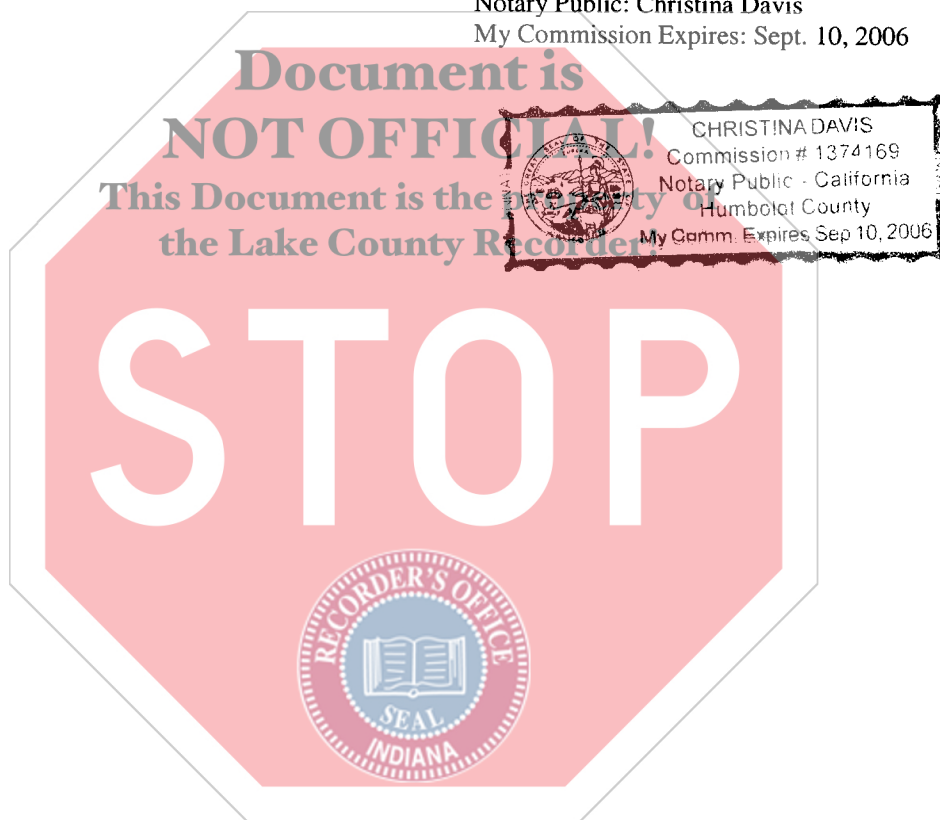 Notary Public: Christina Davis
My Commission Expires: Sept. 10, 2006
Document is
NOT OFFICIAL!
This Document is the property of
the Lake County Recorder!
CHRISTINA DAVIS
Commission # 1374169
Notary Public - California
Humboldt County
My Comm. Expires Sep 10, 2006
STOP
RECORDER'S OFFICE
SEAL
INDIANA